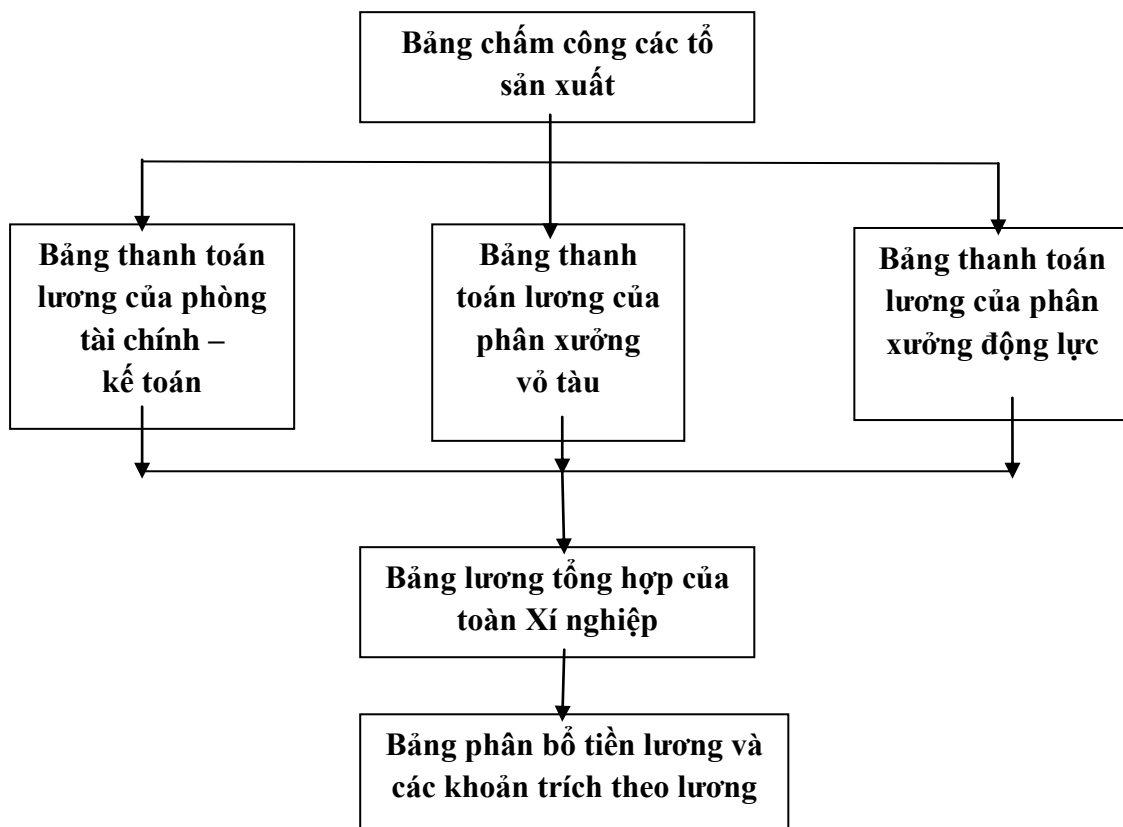 Bảng chấm công các tổ
sản xuất
Bảng thanh toán
lương của phòng
tài chính –
kế toán
Bảng thanh
toán lương của
phân xưởng
vỏ tàu
Bảng thanh toán
lương của phân
xưởng động lực
Bảng lương tổng hợp của
toàn Xí nghiệp
Bảng phân bổ tiền lương và
các khoản trích theo lương